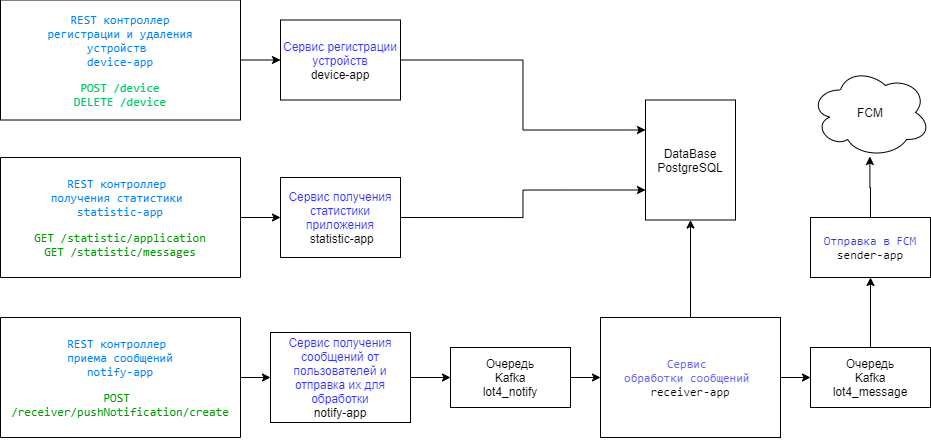 REST контроллер
регистрации и удаления
устройств
device-app
POST /device
DELETE /device
Сервис регистрации
устройств
device-app
DataBase
PostgreSQL
FCM
REST контроллер
получения статистики
statistic-app
GET /statistic/application
GET /statistic/messages
Сервис получения
статистики
приложения
statistic-app
Отправка в FCM
sender-app
REST контроллер
приема сообщений
notify-app
POST
/receiver/pushNotification/create
Сервис получения
сообщений от
пользователей и
отправка их для
обработки
notify-app
Очередь
Kafka
lot4_notify
Сервис
обработки сообщений
receiver-app
Очередь
Kafka
lot4_message